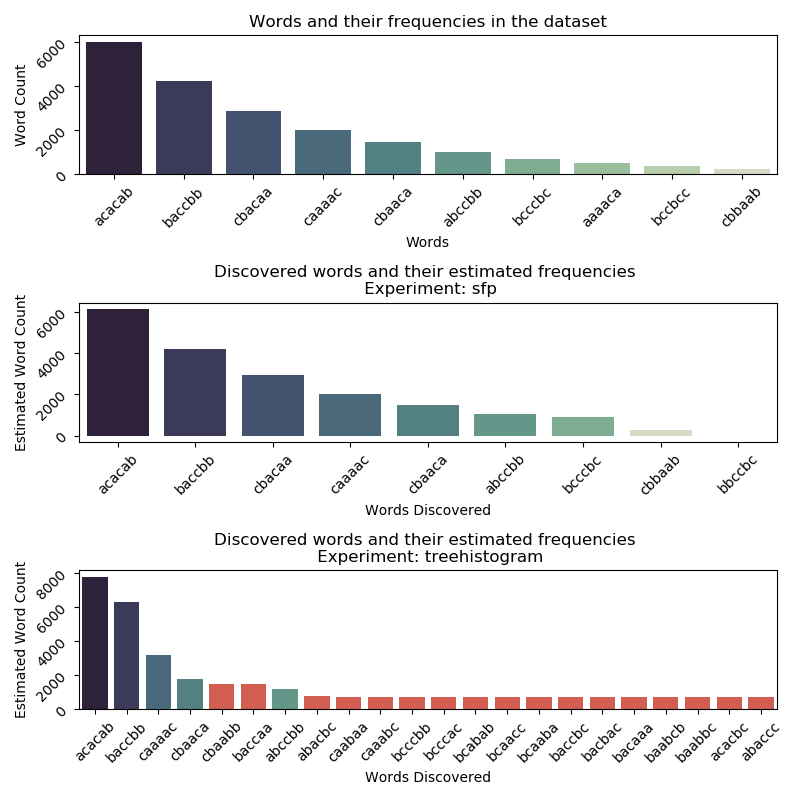 Words and their frequencies in the dataset
Word Count
6000
4000
2000
0
acacab baccbb cbacaa caaaac cbaaca abccbb bcccbc aaaaca bccbcc cbbaab
Words
Discovered words and their estimated frequencies
Experiment: sfp
Estimated Word Count
6000
4000
2000
0
acacab baccbb cbacaa caaaac cbaaca abccbb bcccbc cbbaab bbccbc
Words Discovered
Discovered words and their estimated frequencies
Experiment: treehistogram
Estimated Word Count
8000
6000
4000
2000
0
acacab baccbb caaaac cbaaca cbaabb baccaa abccbb abacbc caabaa caaabc bcccbb bcccac bcabab bcaacc bcaaba baccbc bacbac bacaaa baabcb baabbc acacbc abaccc
Words Discovered